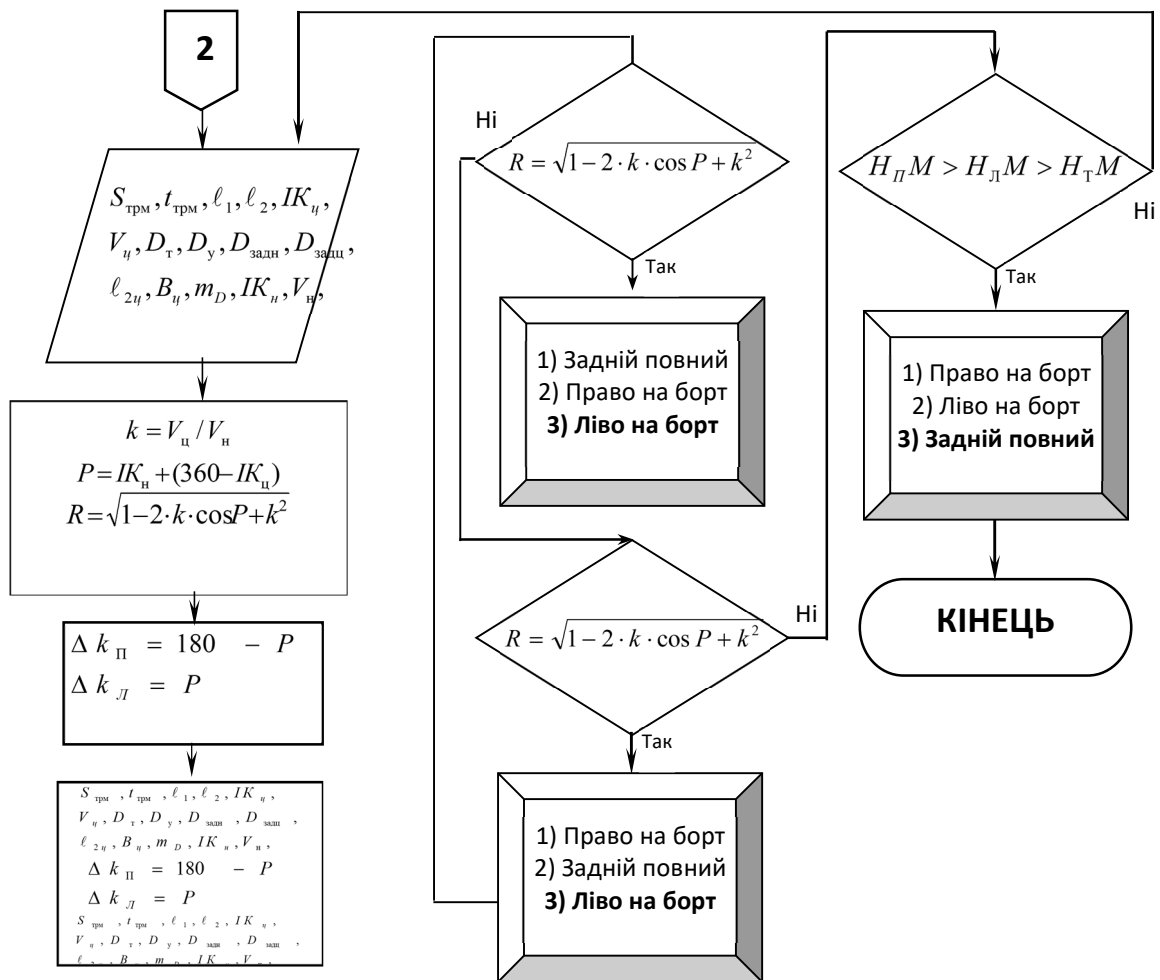 2
S_трм, t_трм, ℓ_1, ℓ_2, IK_ц,
V_ц, D_т, D_у, D_задн, D_задц,
ℓ_2ц, B_ц, m_D, IK_н, V_н,
k = V_ц / V_н
P = IK_н + (360 − IK_ц)
R = √(1 − 2·k·cosP + k²)
Δ k_П = 180 − P
Δ k_Л = P
S_трм, t_трм, ℓ_1, ℓ_2, IK_ц,
V_ц, D_т, D_у, D_задн, D_задц,
ℓ_2ц, B_ц, m_D, IK_н, V_н,
Δ k_П = 180 − P
Δ k_Л = P
S_трм, t_трм, ℓ_1, ℓ_2, IK_ц,
V_ц, D_т, D_у, D_задн, D_задц,
Ні
R = √(1 − 2·k·cos P + k²)
Так
1) Задній повний
2) Право на борт
3) Ліво на борт
R = √(1 − 2·k·cos P + k²)
Ні
Так
1) Право на борт
2) Задній повний
3) Ліво на борт
H_П M > H_Л M > H_Т M
Ні
Так
1) Право на борт
2) Ліво на борт
3) Задній повний
КІНЕЦЬ